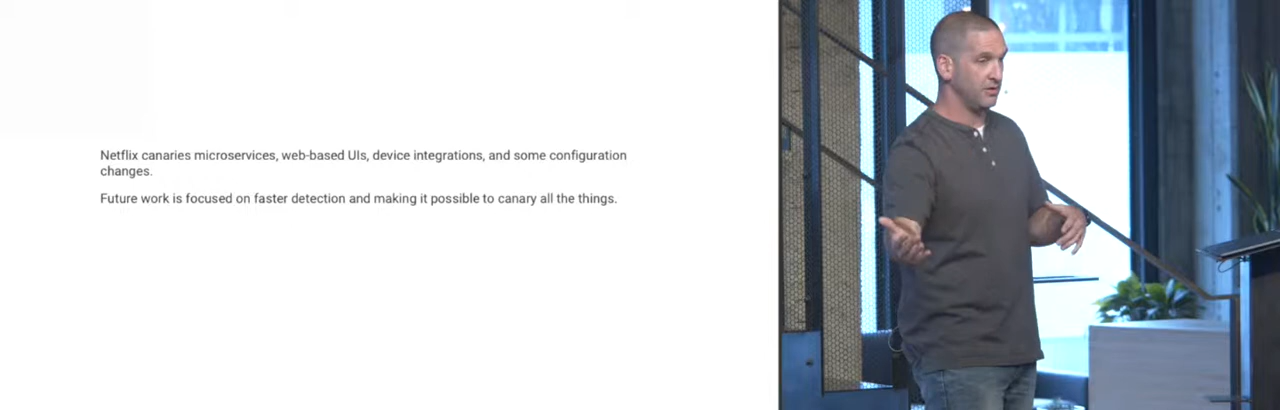 Netflix canaries microservices, web-based UIs, device integrations, and some configuration
changes.
Future work is focused on faster detection and making it possible to canary all the things.